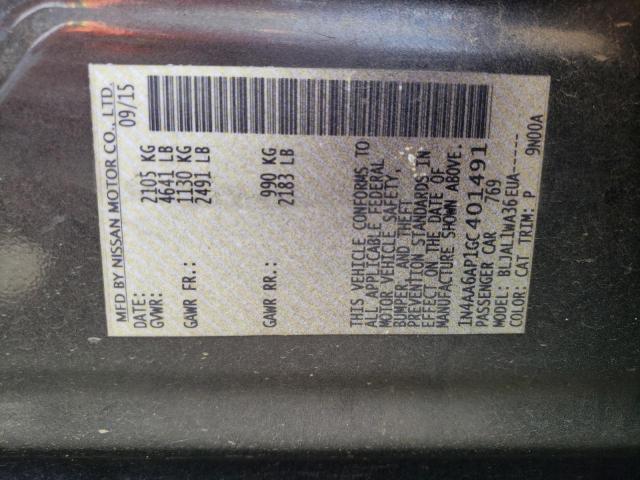 MFD BY NISSAN MOTOR CO., LTD.
DATE: 09/15
GVWR: 2105 KG
4641 LB
GAWR FR.: 1130 KG
2491 LB
GAWR RR.: 990 KG
2183 LB
THIS VEHICLE CONFORMS TO
ALL APPLICABLE FEDERAL
MOTOR VEHICLE SAFETY,
BUMPER, AND THEFT
PREVENTION STANDARDS IN
EFFECT ON THE DATE OF
MANUFACTURE SHOWN ABOVE.
1N4AA6AP1GC401491
PASSENGER CAR 769
MODEL: BLJALLWA36EUA-----
COLOR: CAT TRIM: P 9N00A